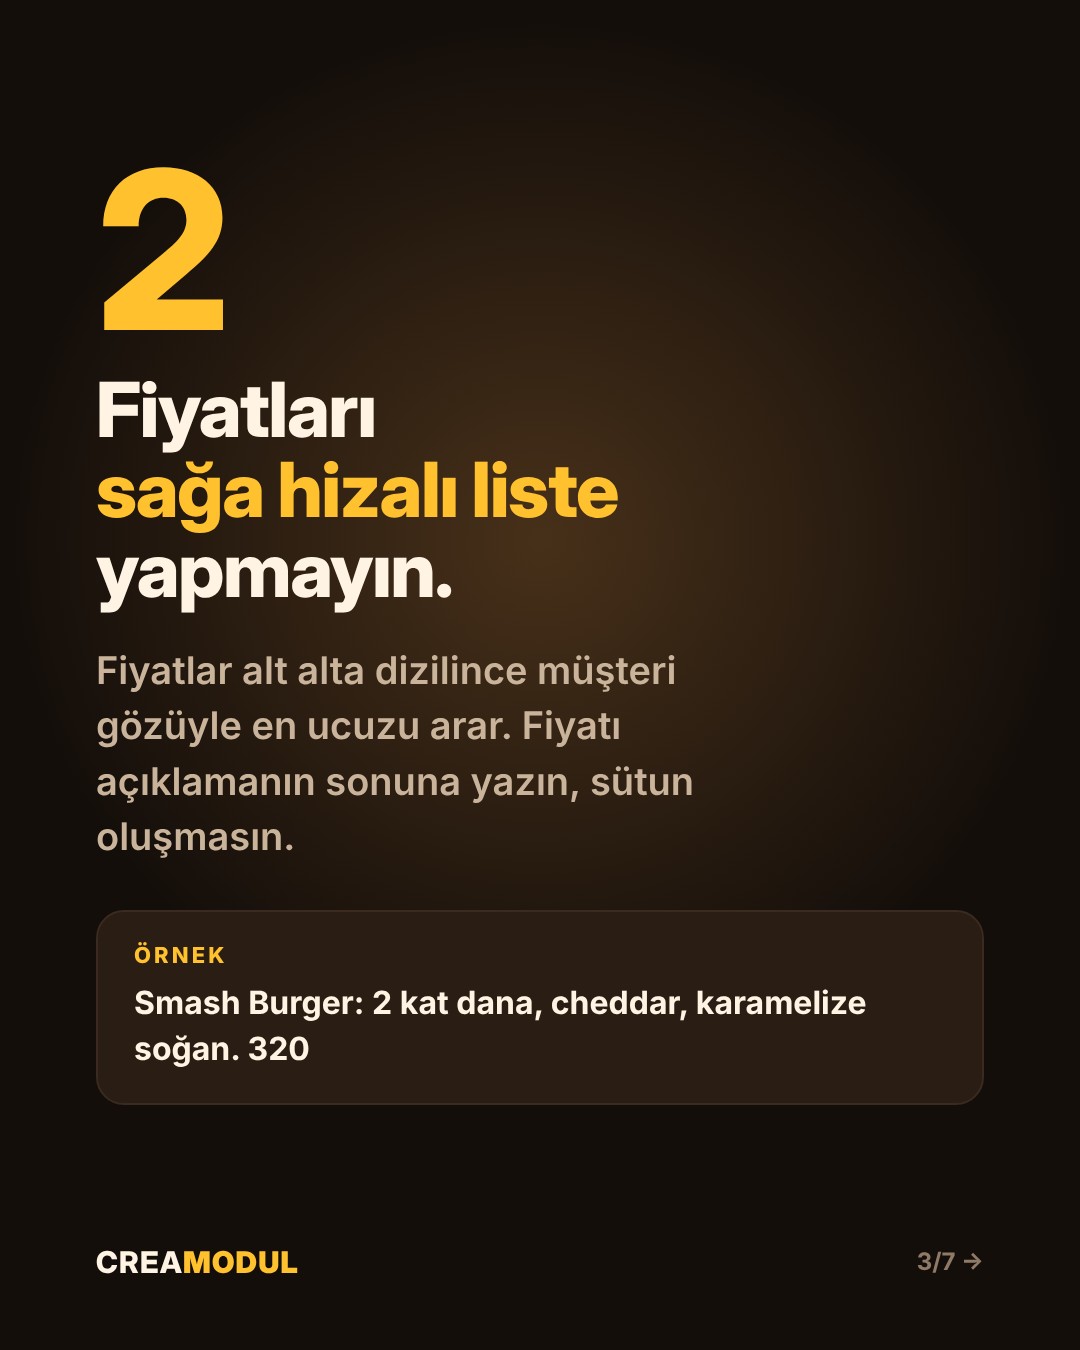 2
Fiyatları
sağa hizalı liste
yapmayın.
Fiyatlar alt alta dizilince müşteri
gözüyle en ucuzu arar. Fiyatı
açıklamanın sonuna yazın, sütun
oluşmasın.
ÖRNEK
Smash Burger: 2 kat dana, cheddar, karamelize
soğan. 320
CREAMODUL
3/7 →